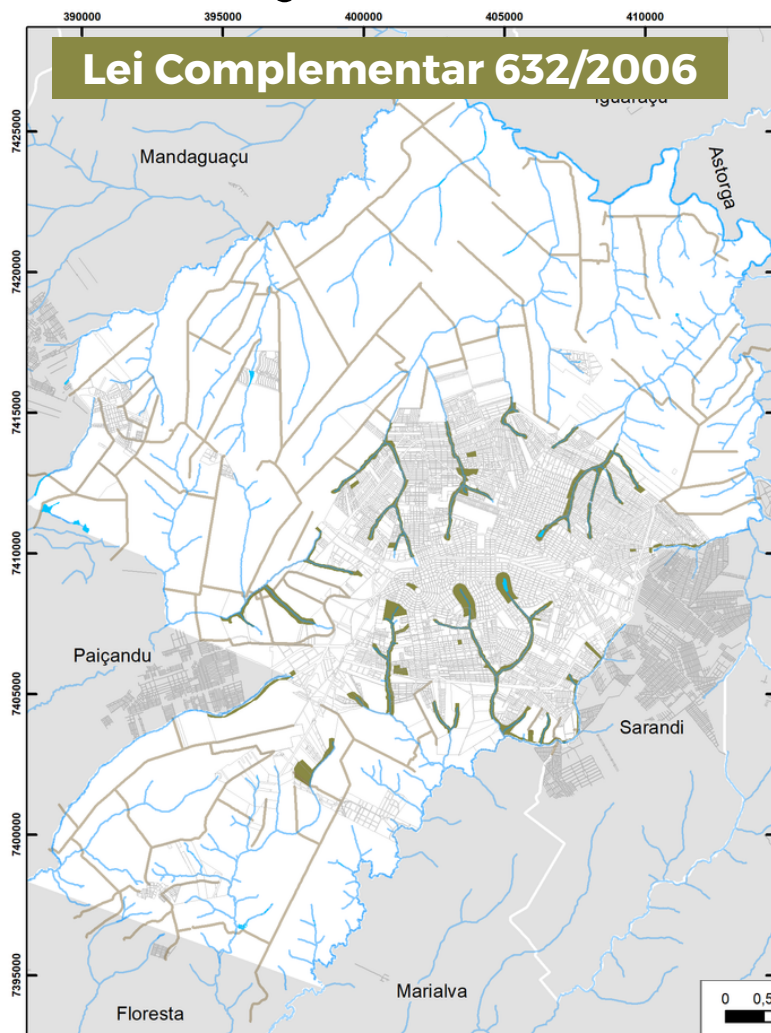 390000 395000 400000 405000 410000
Lei Complementar 632/2006
Iguaraçu
7425000
Mandaguaçu
Astorga
7420000
7415000
7410000
Paiçandu
7405000
Sarandi
7400000
7395000
Marialva
Floresta
0 0,5